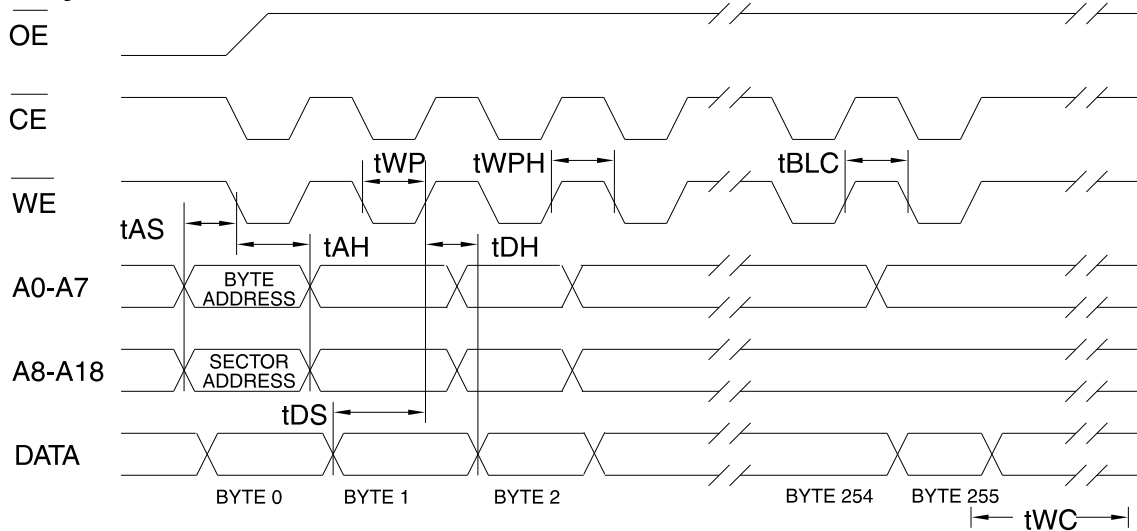 OE
CE
tWP
tWPH
tBLC
WE
tAS
tAH
tDH
A0-A7
BYTE
ADDRESS
A8-A18
SECTOR
ADDRESS
tDS
DATA
BYTE 0
BYTE 1
BYTE 2
BYTE 254
BYTE 255
tWC